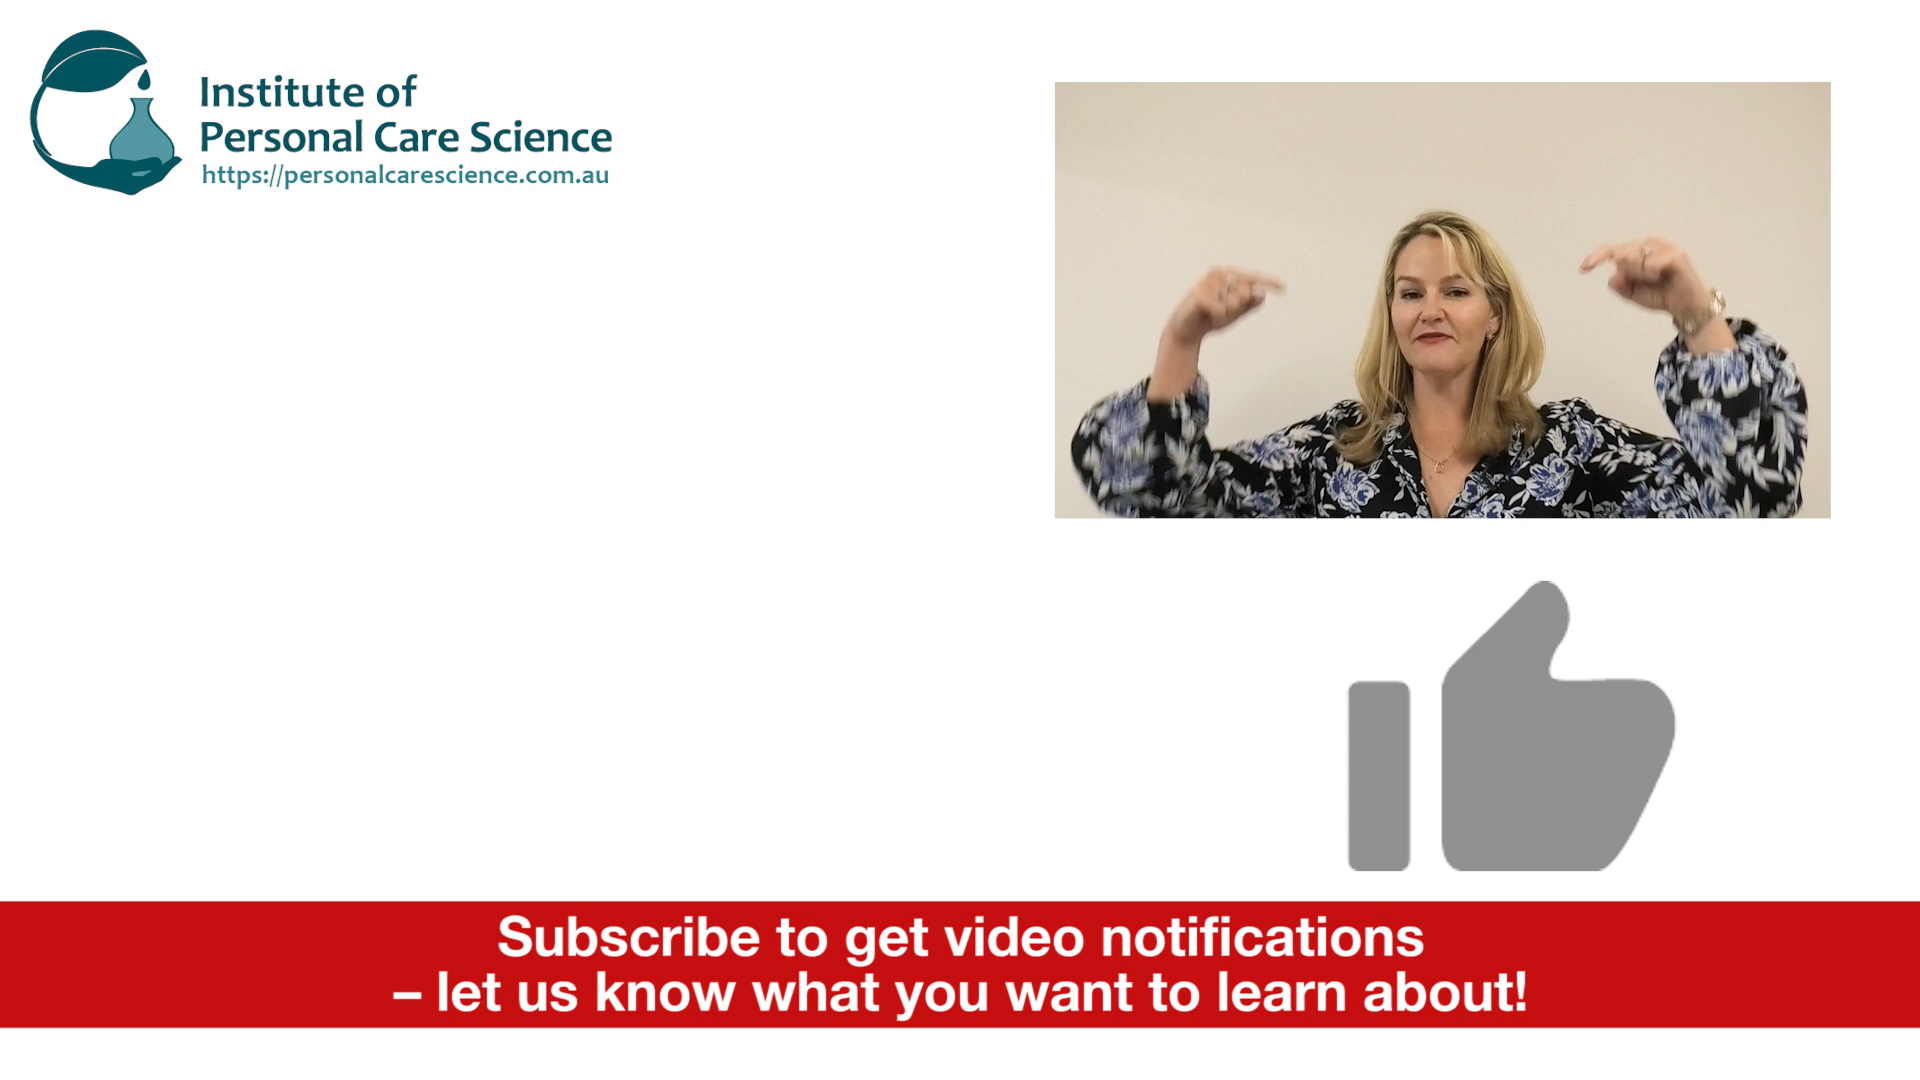 Institute of
Personal Care Science
https://personalcarescience.com.au
Subscribe to get video notifications
– let us know what you want to learn about!